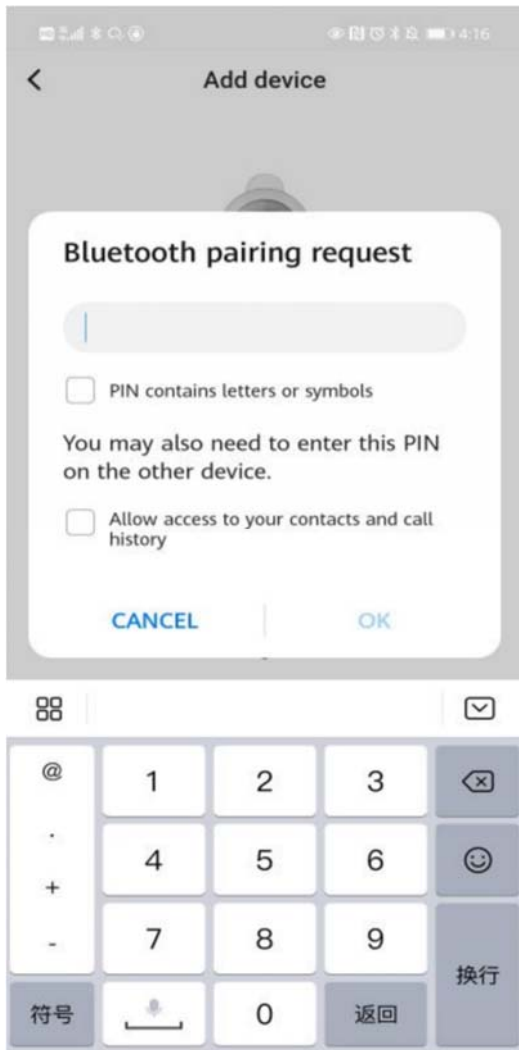 4:16
Add device
Bluetooth pairing request
PIN contains letters or symbols
You may also need to enter this PIN
on the other device.
Allow access to your contacts and call
history
CANCEL
OK
@
1
2
3
.
4
5
6
+
-
7
8
9
换行
符号
0
返回